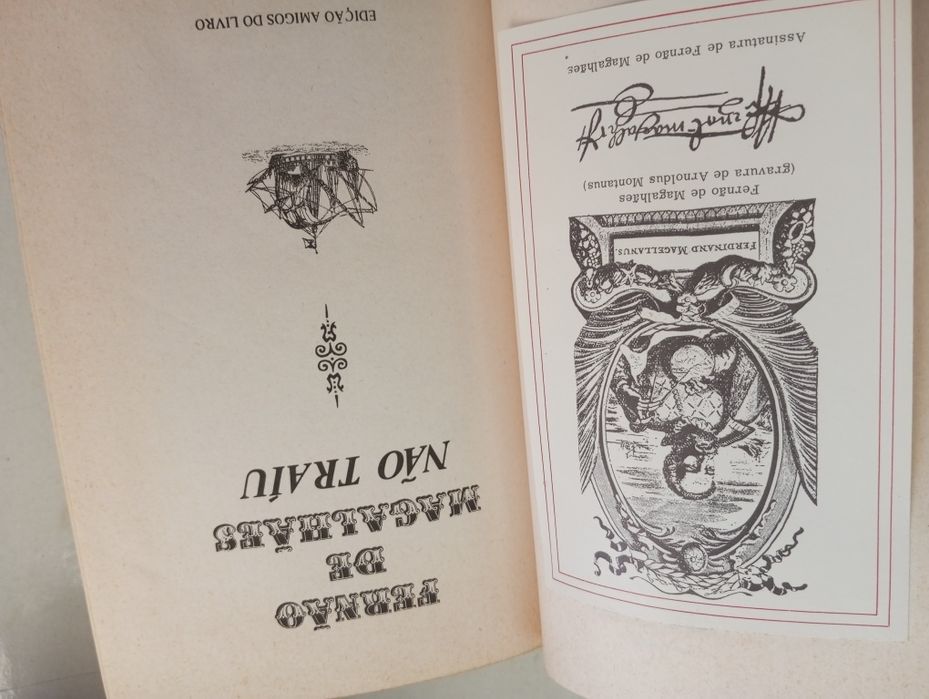 FERDINAND MAGELLANUS.
Fernão de Magalhães
(gravura de Arnoldus Montanus)
Assinatura de Fernão de Magalhães
FERNÃO
DE
MAGALHÃES
NÃO TRAÍU
EDIÇÃO AMIGOS DO LIVRO